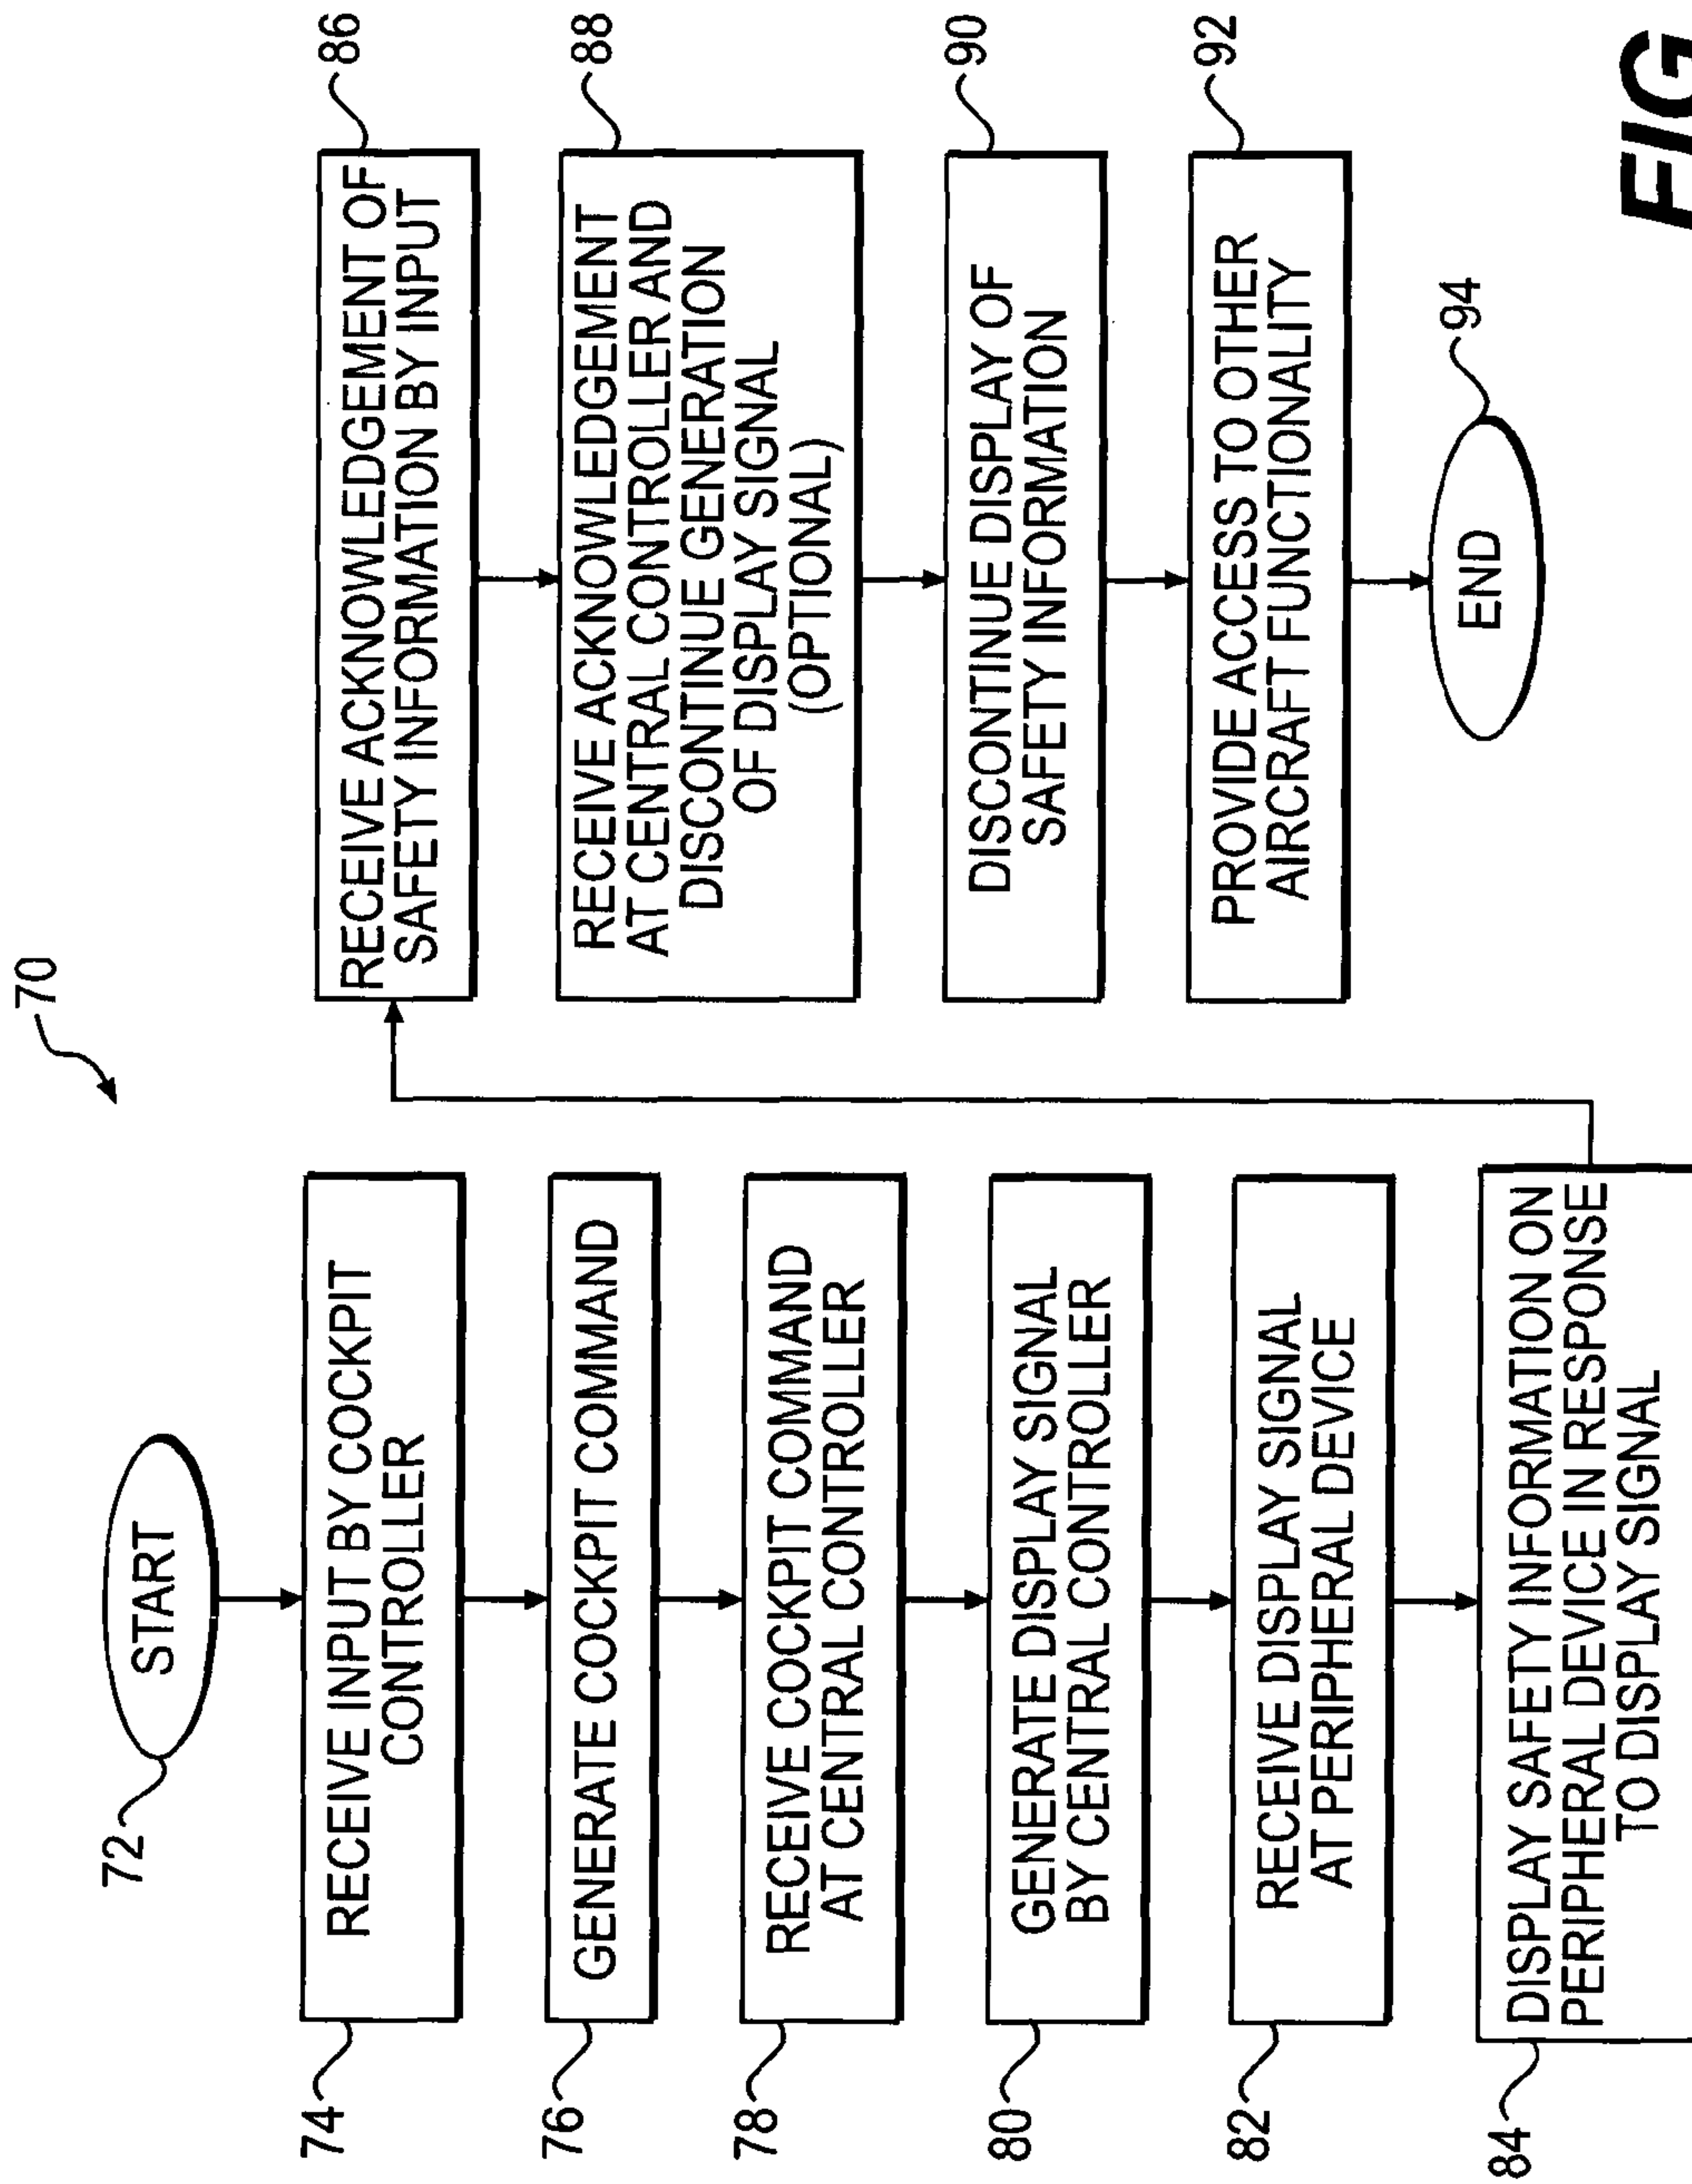 70
72
START
74
RECEIVE INPUT BY COCKPIT
CONTROLLER
76
GENERATE COCKPIT COMMAND
78
RECEIVE COCKPIT COMMAND
AT CENTRAL CONTROLLER
80
GENERATE DISPLAY SIGNAL
BY CENTRAL CONTROLLER
82
RECEIVE DISPLAY SIGNAL
AT PERIPHERAL DEVICE
84
DISPLAY SAFETY INFORMATION ON
PERIPHERAL DEVICE IN RESPONSE
TO DISPLAY SIGNAL
86
RECEIVE ACKNOWLEDGEMENT OF
SAFETY INFORMATION BY INPUT
88
RECEIVE ACKNOWLEDGEMENT
AT CENTRAL CONTROLLER AND
DISCONTINUE GENERATION
OF DISPLAY SIGNAL
(OPTIONAL)
90
DISCONTINUE DISPLAY OF
SAFETY INFORMATION
92
PROVIDE ACCESS TO OTHER
AIRCRAFT FUNCTIONALITY
94
END
FIG